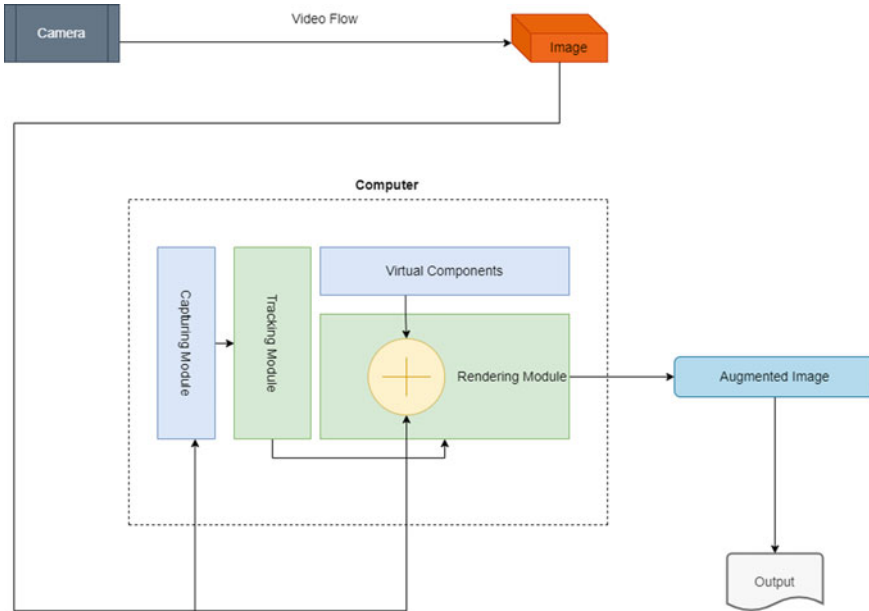 Camera
Video Flow
Image
Computer
Capturing Module
Tracking Module
Virtual Components
Rendering Module
Augmented Image
Output